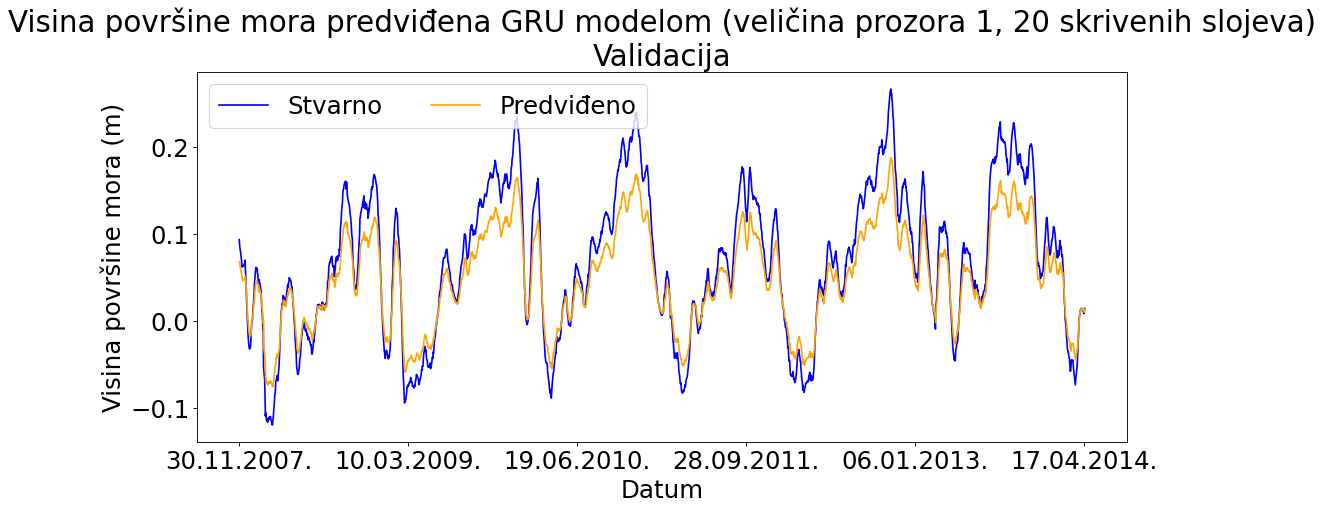 Visina površine mora predviđena GRU modelom (veličina prozora 1, 20 skrivenih slojeva)
Validacija
Stvarno Predviđeno
Visina površine mora (m)
0.2
0.1
0.0
−0.1
30.11.2007. 10.03.2009. 19.06.2010. 28.09.2011. 06.01.2013. 17.04.2014.
Datum